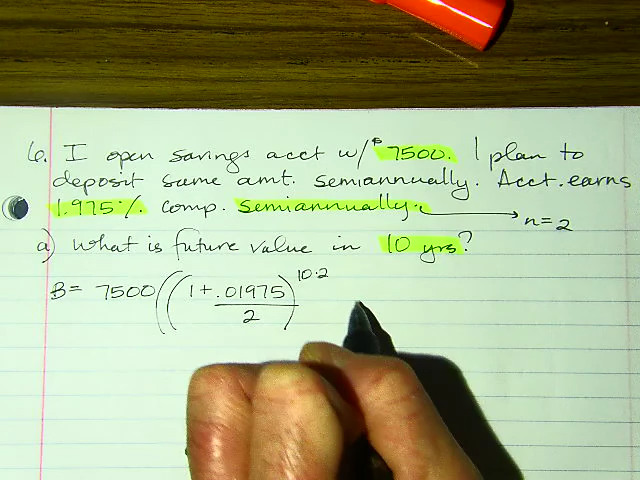 6. I open savings acct w/ $7500. I plan to
deposit same amt. semiannually. Acct. earns
1.975% comp. semiannually. → n=2
a) What is future value in 10 yrs?
B = 7500((1+.01975/2)^10·2